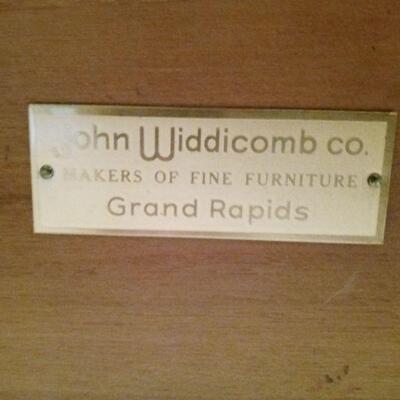 John Widdicomb co.
MAKERS OF FINE FURNITURE
Grand Rapids